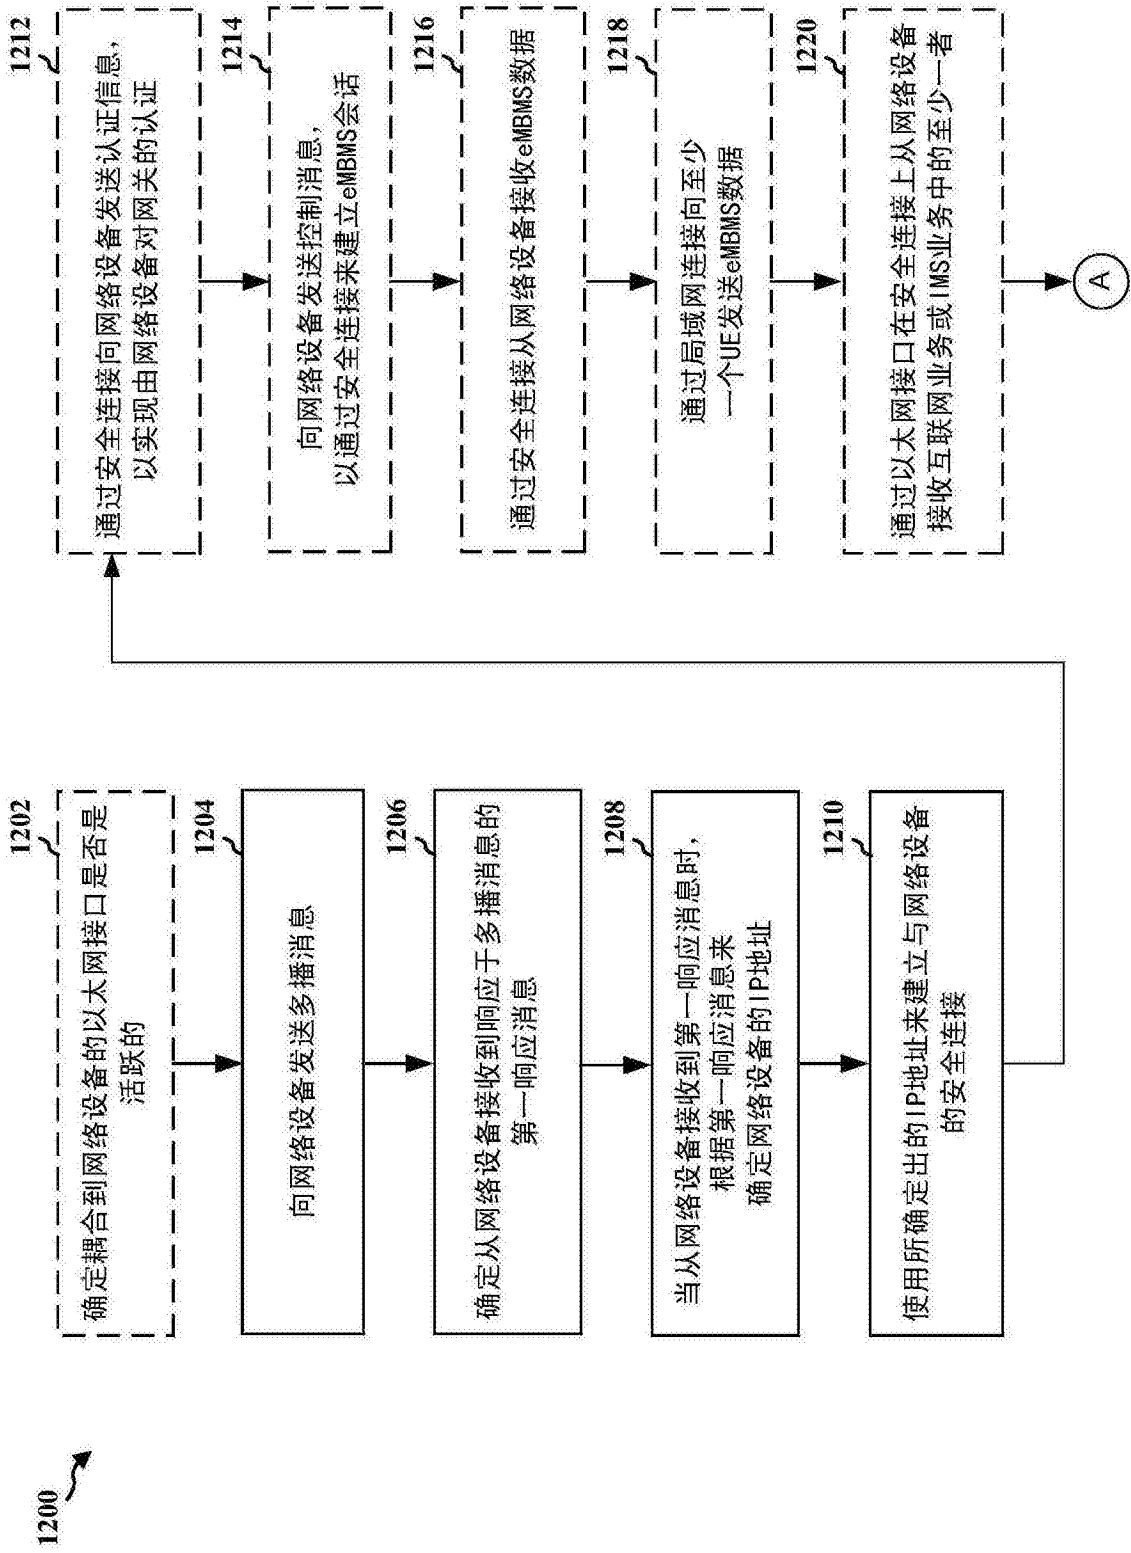 1200
1202
确定耦合到网络设备的以太网接口是否是
活跃的
1204
向网络设备发送多播消息
1206
确定从网络设备接收到响应于多播消息的
第一响应消息
1208
当从网络设备接收到第一响应消息时，
根据第一响应消息来
确定网络设备的IP地址
1210
使用所确定出的IP地址来建立与网络设备
的安全连接
1212
通过安全连接向网络设备发送认证信息，
以实现由网络设备对网关的认证
1214
向网络设备发送控制消息，
以通过安全连接来建立eMBMS会话
1216
通过安全连接从网络设备接收eMBMS数据
1218
通过局域网连接向至少
一个UE发送eMBMS数据
1220
通过以太网接口在安全连接上从网络设备
接收互联网业务或IMS业务中的至少一者
A